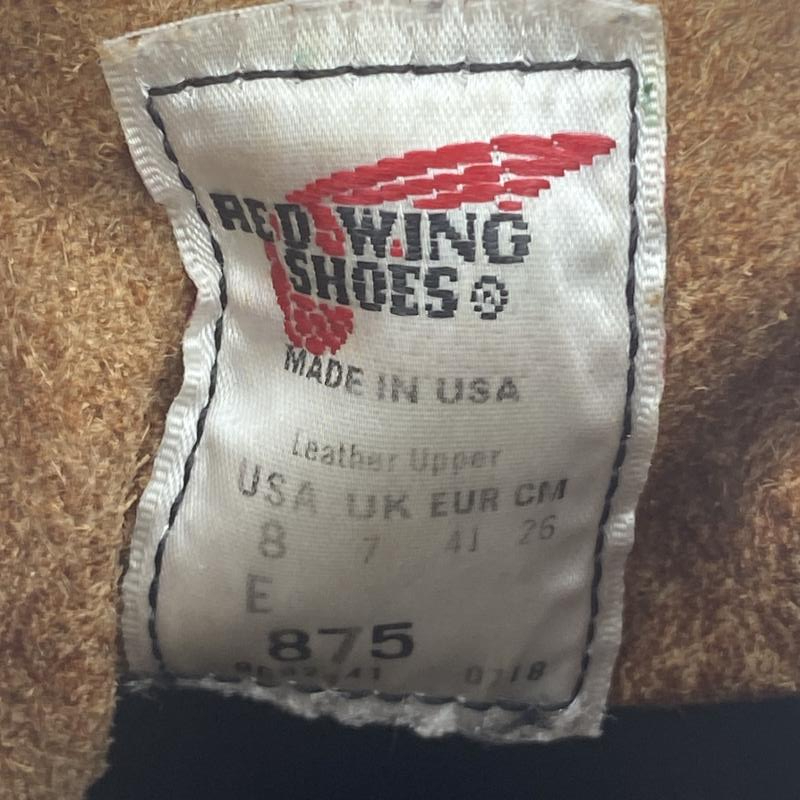 RED WING
SHOES ®
MADE IN USA
Leather Upper
USA UK EUR CM
8 7 41 26
E
875